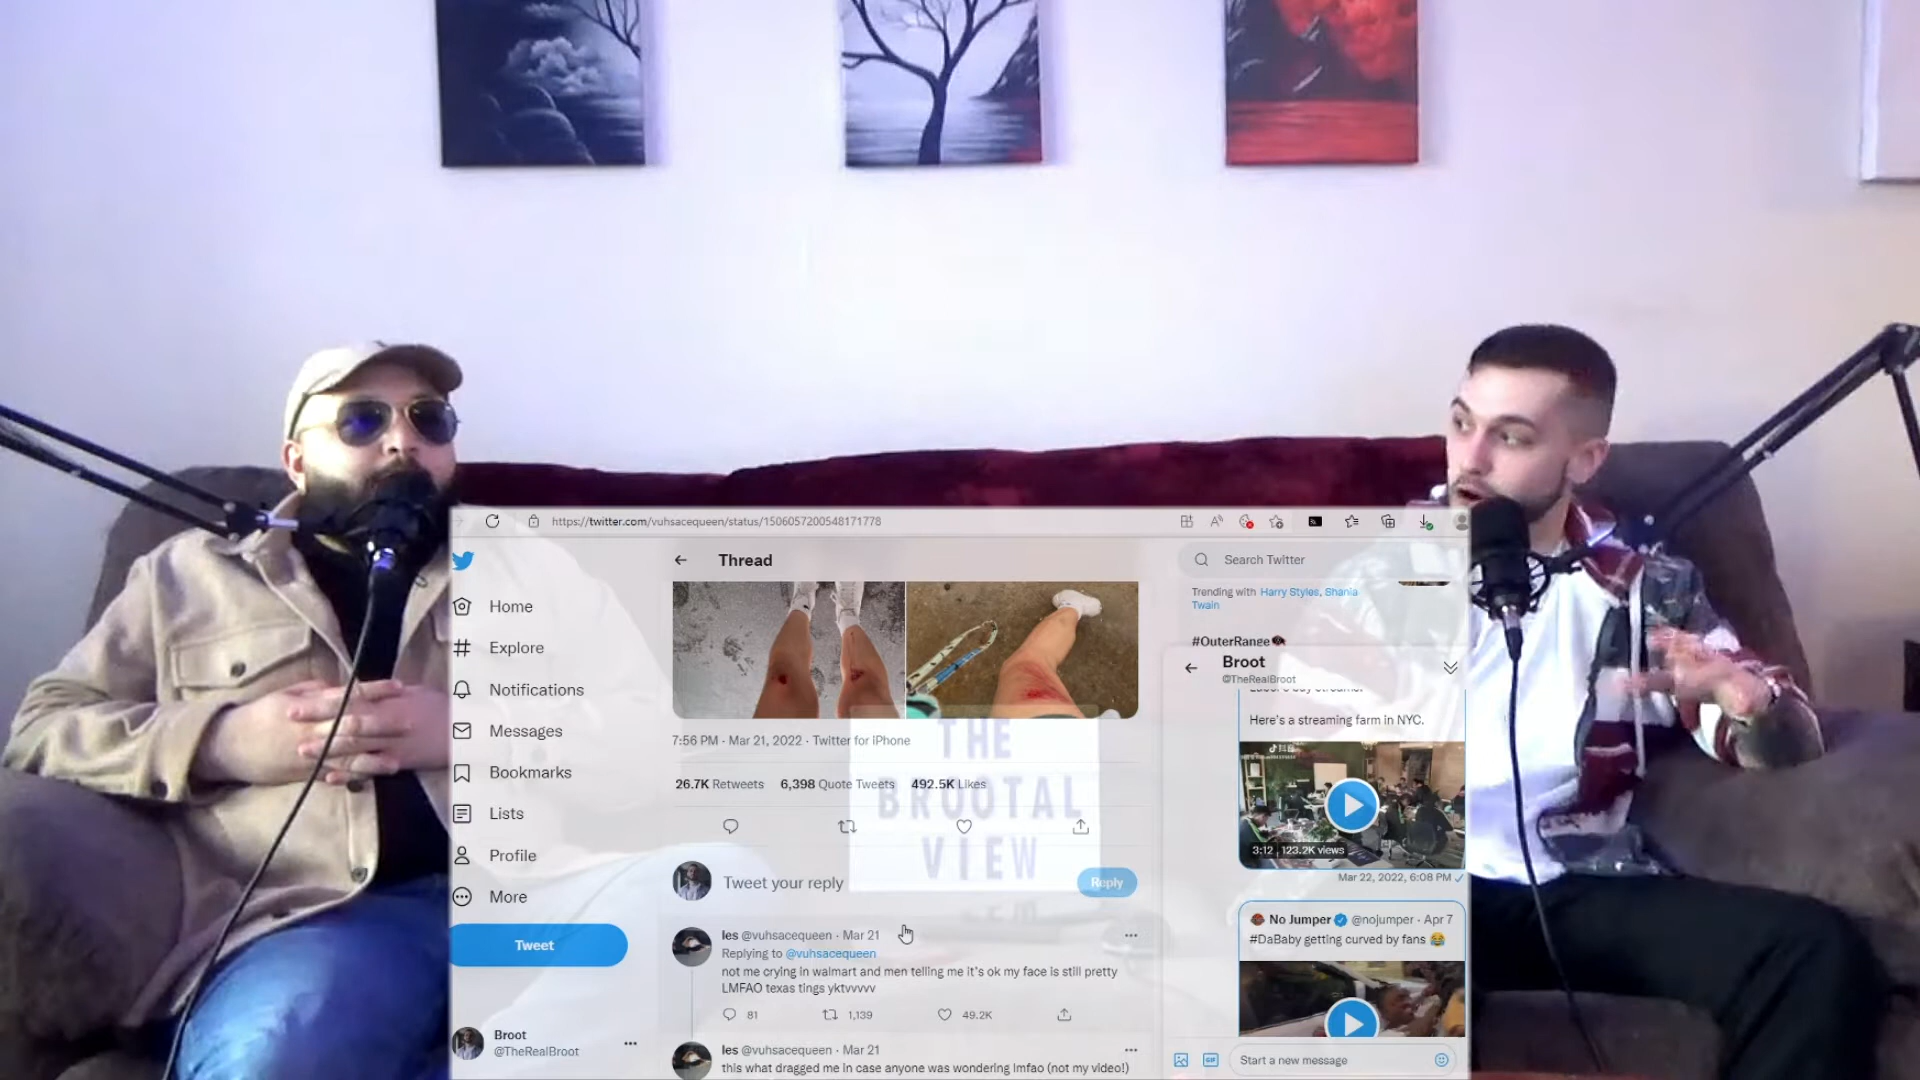 https://twitter.com/vuhsacequeen/status/1506057200548171778
Home
Explore
Notifications
Messages
Bookmarks
Lists
Profile
More
Tweet
Broot
@TheRealBroot
Thread
7:56 PM · Mar 21, 2022 · Twitter for iPhone
26.7K Retweets 6,398 Quote Tweets 492.5K Likes
THE
BROOTAL
VIEW
Tweet your reply
Reply
les @vuhsacequeen · Mar 21
Replying to @vuhsacequeen
not me crying in walmart and men telling me it's ok my face is still pretty
LMFAO texas tings yktvvvvv
81 1,139 49.2K
les @vuhsacequeen · Mar 21
this what dragged me in case anyone was wondering lmfao (not my video!)
Search Twitter
Trending with Harry Styles, Shania
Twain
#OuterRange
Broot
@TheRealBroot
Here's a streaming farm in NYC.
3:12 123.2K views
Mar 22, 2022, 6:08 PM
No Jumper @nojumper · Apr 7
#DaBaby getting curved by fans 😂
GIF
Start a new message